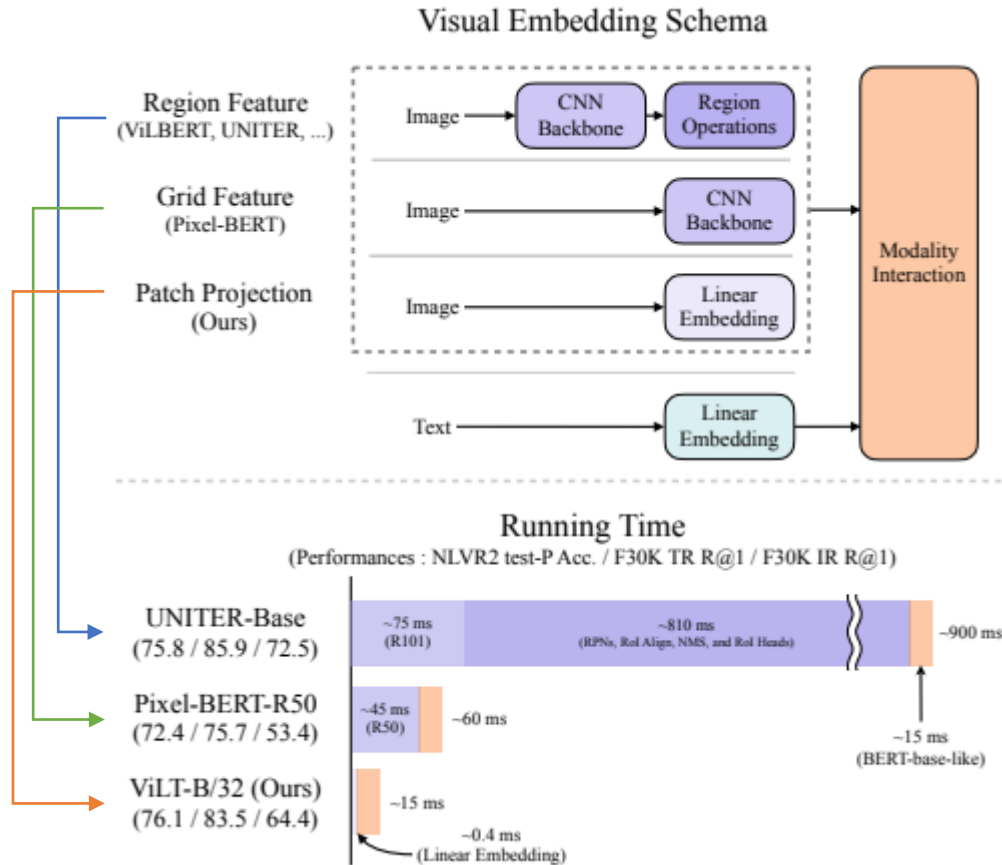 Visual Embedding Schema
Region Feature
(ViLBERT, UNITER, ...)
Image
CNN
Backbone
Region
Operations
Grid Feature
(Pixel-BERT)
Image
CNN
Backbone
Modality
Interaction
Patch Projection
(Ours)
Image
Linear
Embedding
Text
Linear
Embedding
Running Time
(Performances : NLVR2 test-P Acc. / F30K TR R@1 / F30K IR R@1)
UNITER-Base
(75.8 / 85.9 / 72.5)
~75 ms
(R101)
~810 ms
(RPNs, RoI Align, NMS, and RoI Heads)
~900 ms
~15 ms
(BERT-base-like)
Pixel-BERT-R50
(72.4 / 75.7 / 53.4)
~45 ms
(R50)
~60 ms
ViLT-B/32 (Ours)
(76.1 / 83.5 / 64.4)
~15 ms
~0.4 ms
(Linear Embedding)